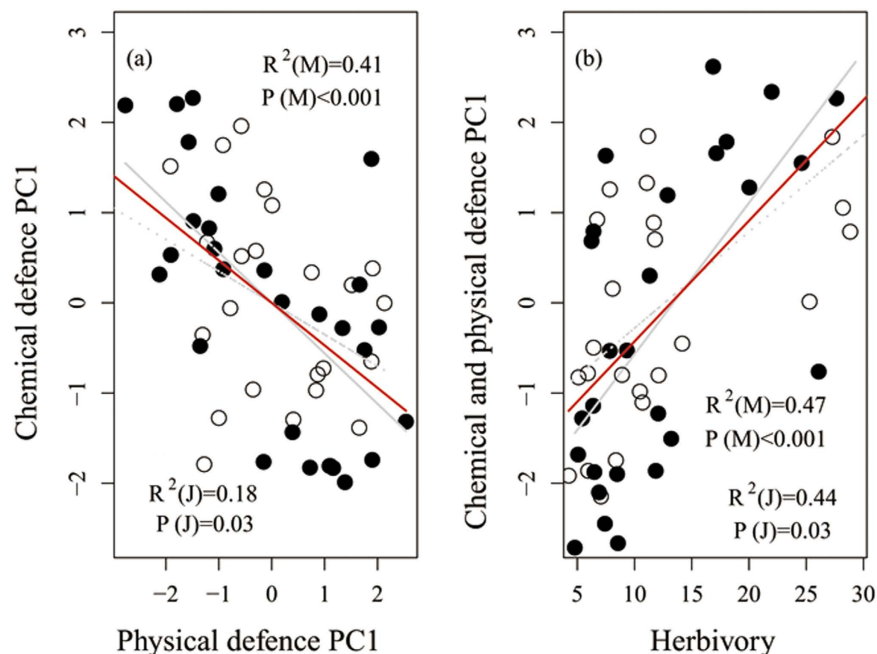 (a)
R²(M)=0.41
P (M)<0.001
R²(J)=0.18
P (J)=0.03
Chemical defence PC1
3
2
1
0
−1
−2
−2 −1 0 1 2
Physical defence PC1
(b)
R²(M)=0.47
P (M)<0.001
R²(J)=0.44
P (J)=0.03
Chemical and physical defence PC1
3
2
1
0
−1
−2
5 10 15 20 25 30
Herbivory